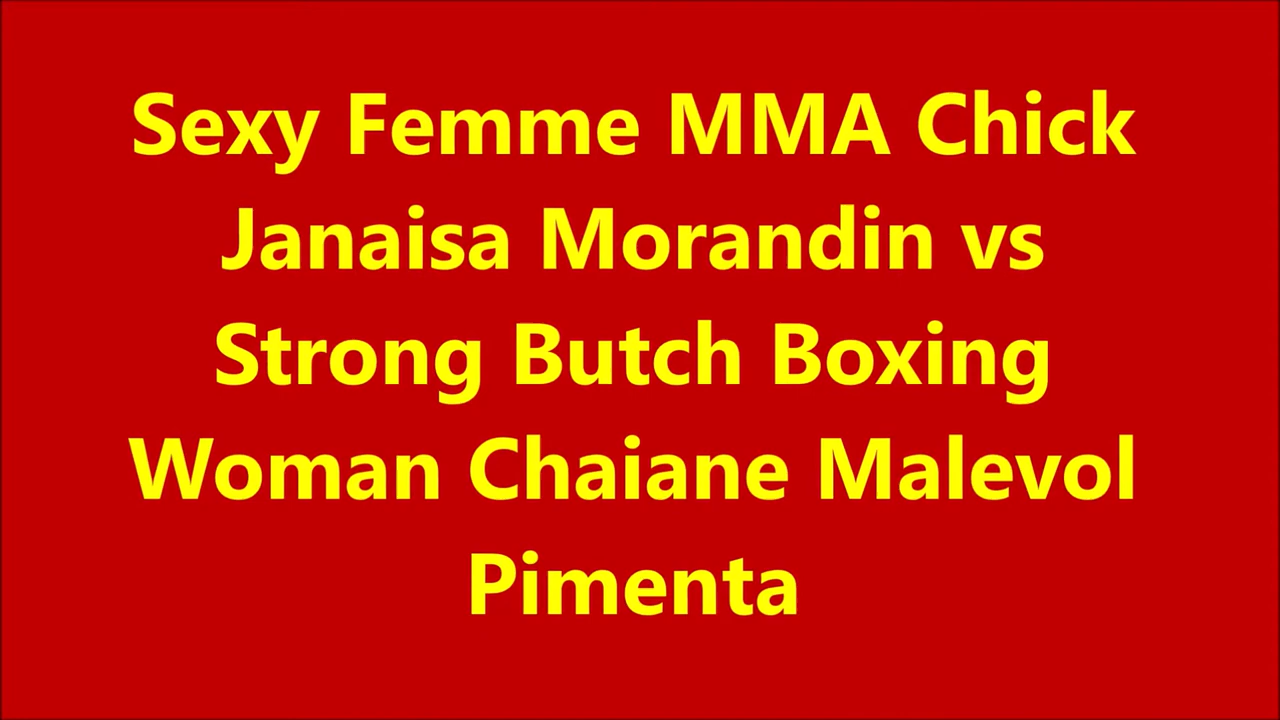 Sexy Femme MMA Chick
Janaisa Morandin vs
Strong Butch Boxing
Woman Chaiane Malevol
Pimenta